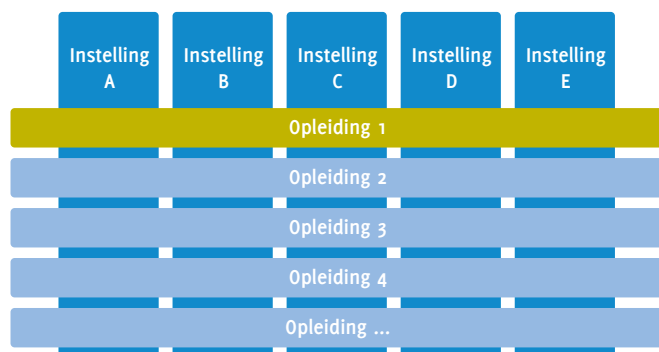 Instelling A
Instelling B
Instelling C
Instelling D
Instelling E
Opleiding 1
Opleiding 2
Opleiding 3
Opleiding 4
Opleiding ...